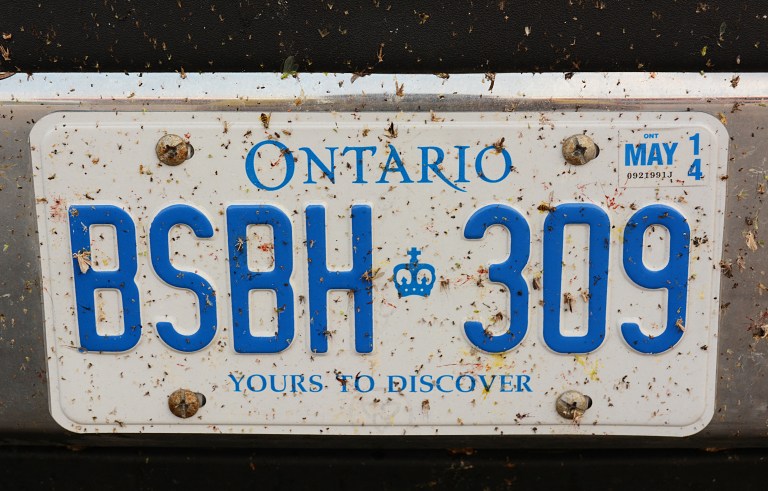 ONTARIO
ONT
MAY 14
0921991J
BSBH 309
YOURS TO DISCOVER